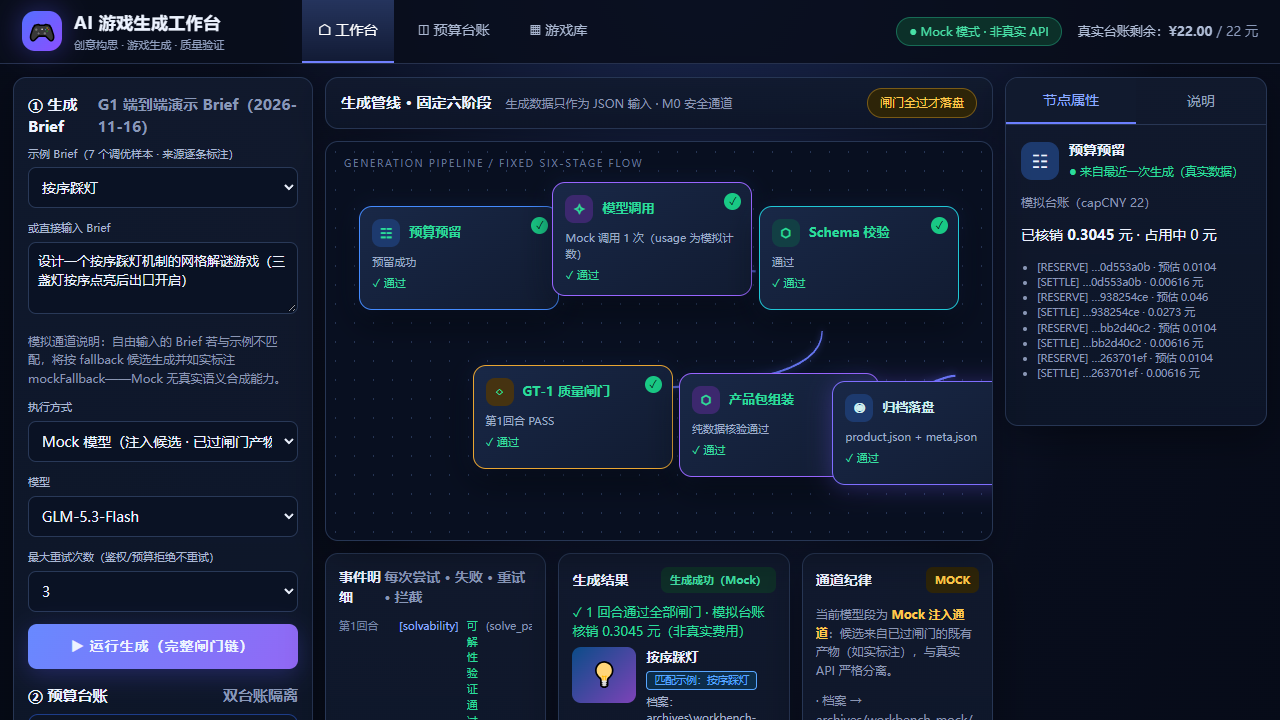 AI 游戏生成工作台
创意构思 · 游戏生成 · 质量验证
工作台
预算台账
游戏库
● Mock 模式 · 非真实 API
真实台账剩余：¥22.00 / 22 元
① 生成 Brief
G1 端到端演示 Brief（2026-11-16）
示例 Brief（7 个调优样本 · 来源逐条标注）
按序踩灯
或直接输入 Brief
设计一个按序踩灯机制的网格解谜游戏（三
盏灯按序点亮后出口开启）
模拟通道说明：自由输入的 Brief 若与示例不匹
配，将按 fallback 候选生成并如实标注
mockFallback——Mock 无真实语义合成能力。
执行方式
Mock 模型（注入候选 · 已过闸门产物
模型
GLM-5.3-Flash
最大重试次数（鉴权/预算拒绝不重试）
3
▶ 运行生成（完整闸门链）
② 预算台账
双台账隔离
生成管线 • 固定六阶段
生成数据只作为 JSON 输入 · M0 安全通道
闸门全过才落盘
GENERATION PIPELINE / FIXED SIX-STAGE FLOW
预算预留
预留成功
✓ 通过
模型调用
Mock 调用 1 次（usage 为模拟计
数）
✓ 通过
Schema 校验
通过
✓ 通过
GT-1 质量闸门
第1回合 PASS
✓ 通过
产品包组装
纯数据核验通过
✓ 通过
归档落盘
product.json + meta.json
✓ 通过
事件明细
每次尝试 • 失败 • 重试 • 拦截
第1回合
[solvability]
可解性验证通
(solve_pa
生成结果
生成成功（Mock）
✓ 1 回合通过全部闸门 · 模拟台账
核销 0.3045 元（非真实费用）
按序踩灯
匹配示例：按序踩灯
档案：
archives\workbench-
通道纪律
MOCK
当前模型段为 Mock 注入通
道：候选来自已过闸门的既有
产物（如实标注），与真实
API 严格分离。
· 档案 →
archives/workbench-mock/
节点属性
说明
预算预留
● 来自最近一次生成（真实数据）
模拟台账（capCNY 22）
已核销 0.3045 元 · 占用中 0 元
[RESERVE] …0d553a0b · 预估 0.0104
[SETTLE] …0d553a0b · 0.00616 元
[RESERVE] …938254ce · 预估 0.046
[SETTLE] …938254ce · 0.0273 元
[RESERVE] …bb2d40c2 · 预估 0.0104
[SETTLE] …bb2d40c2 · 0.00616 元
[RESERVE] …263701ef · 预估 0.0104
[SETTLE] …263701ef · 0.00616 元